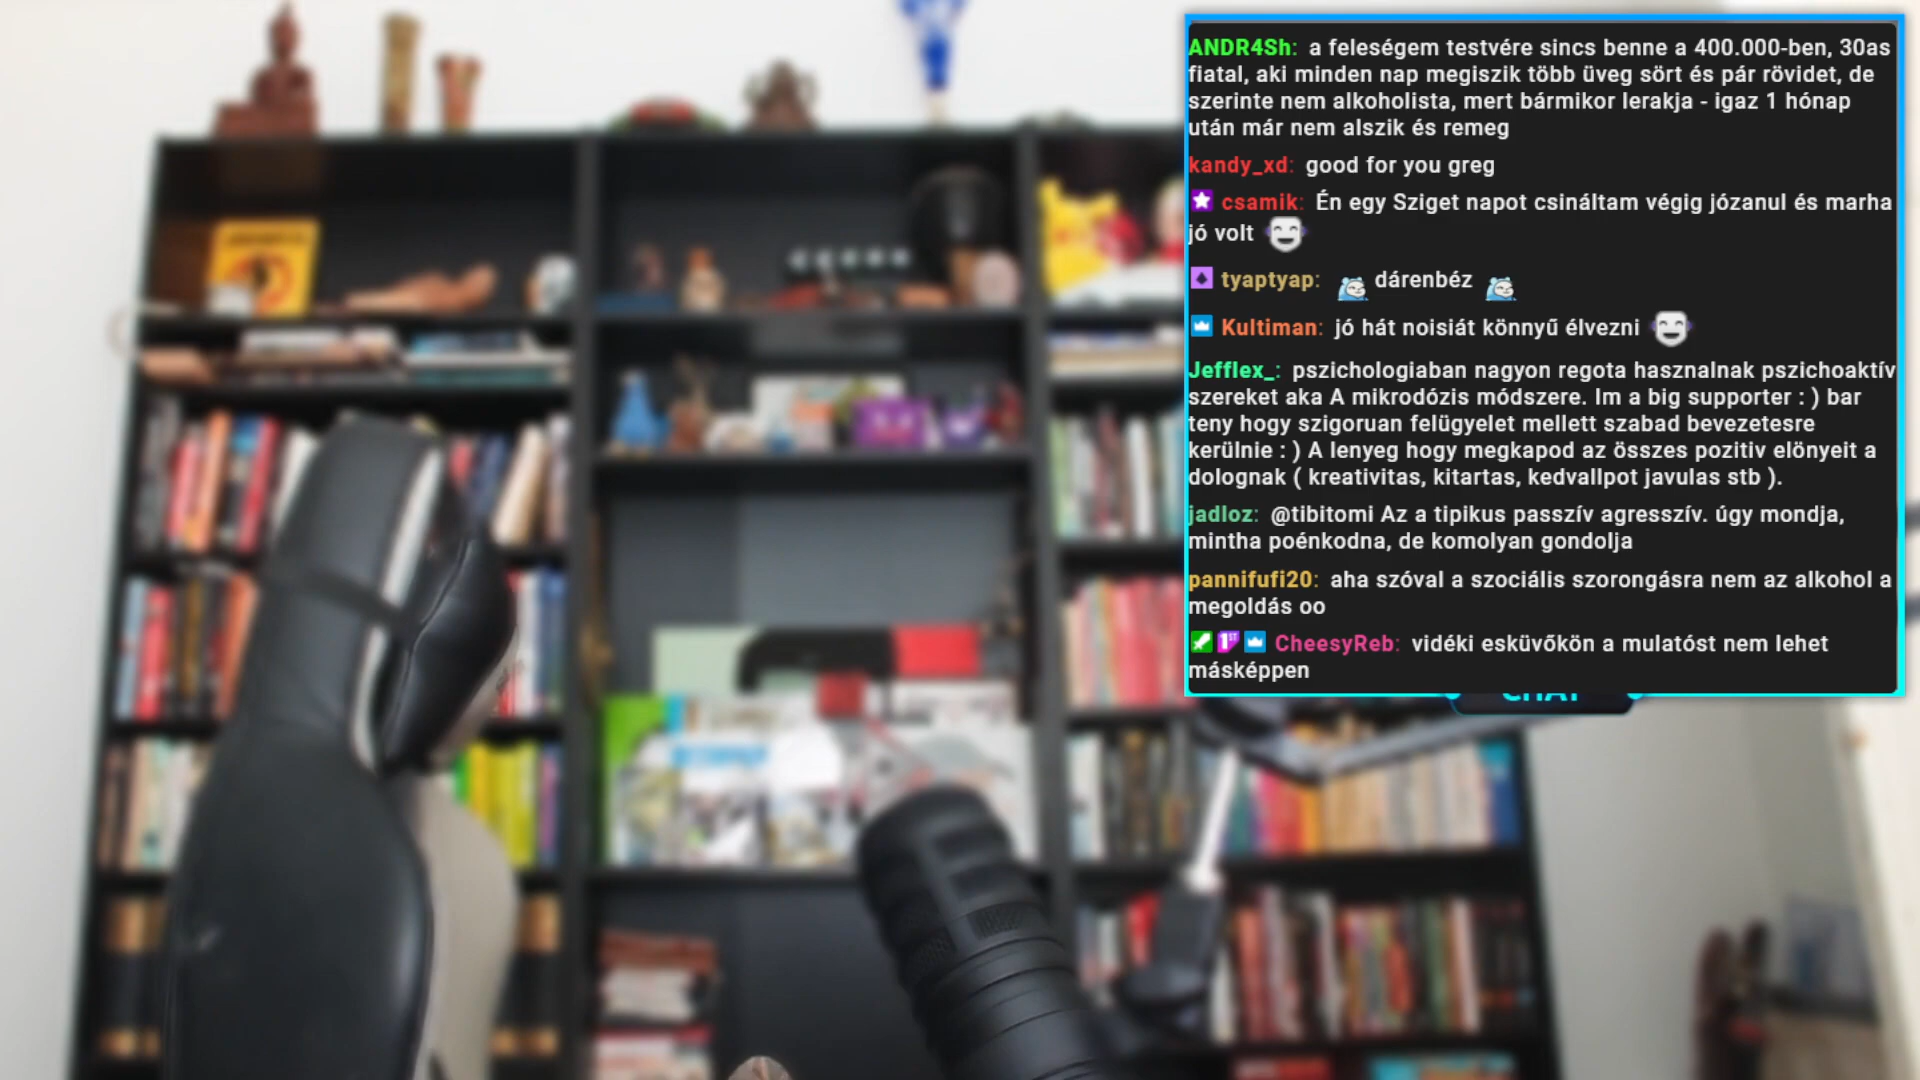 ANDR4Sh: a feleségem testvére sincs benne a 400.000-ben, 30as
fiatal, aki minden nap megiszik több üveg sört és pár rövidet, de
szerinte nem alkoholista, mert bármikor lerakja - igaz 1 hónap
után már nem alszik és remeg
kandy_xd: good for you greg
csamik: Én egy Sziget napot csináltam végig józanul és marha
jó volt
tyaptyap: dárenbéz
Kultiman: jó hát noisiát könnyű élvezni
Jefflex_: pszichologiaban nagyon regota hasznalnak pszichoaktív
szereket aka A mikrodózis módszere. Im a big supporter : ) bar
teny hogy szigoruan felügyelet mellett szabad bevezetesre
kerülnie : ) A lenyeg hogy megkapod az összes pozitiv elönyeit a
dolognak ( kreativitas, kitartas, kedvallpot javulas stb ).
jadloz: @tibitomi Az a tipikus passzív agresszív. úgy mondja,
mintha poénkodna, de komolyan gondolja
pannifufi20: aha szóval a szociális szorongásra nem az alkohol a
megoldás oo
1ST CheesyReb: vidéki esküvőkön a mulatóst nem lehet
másképpen
CHAT